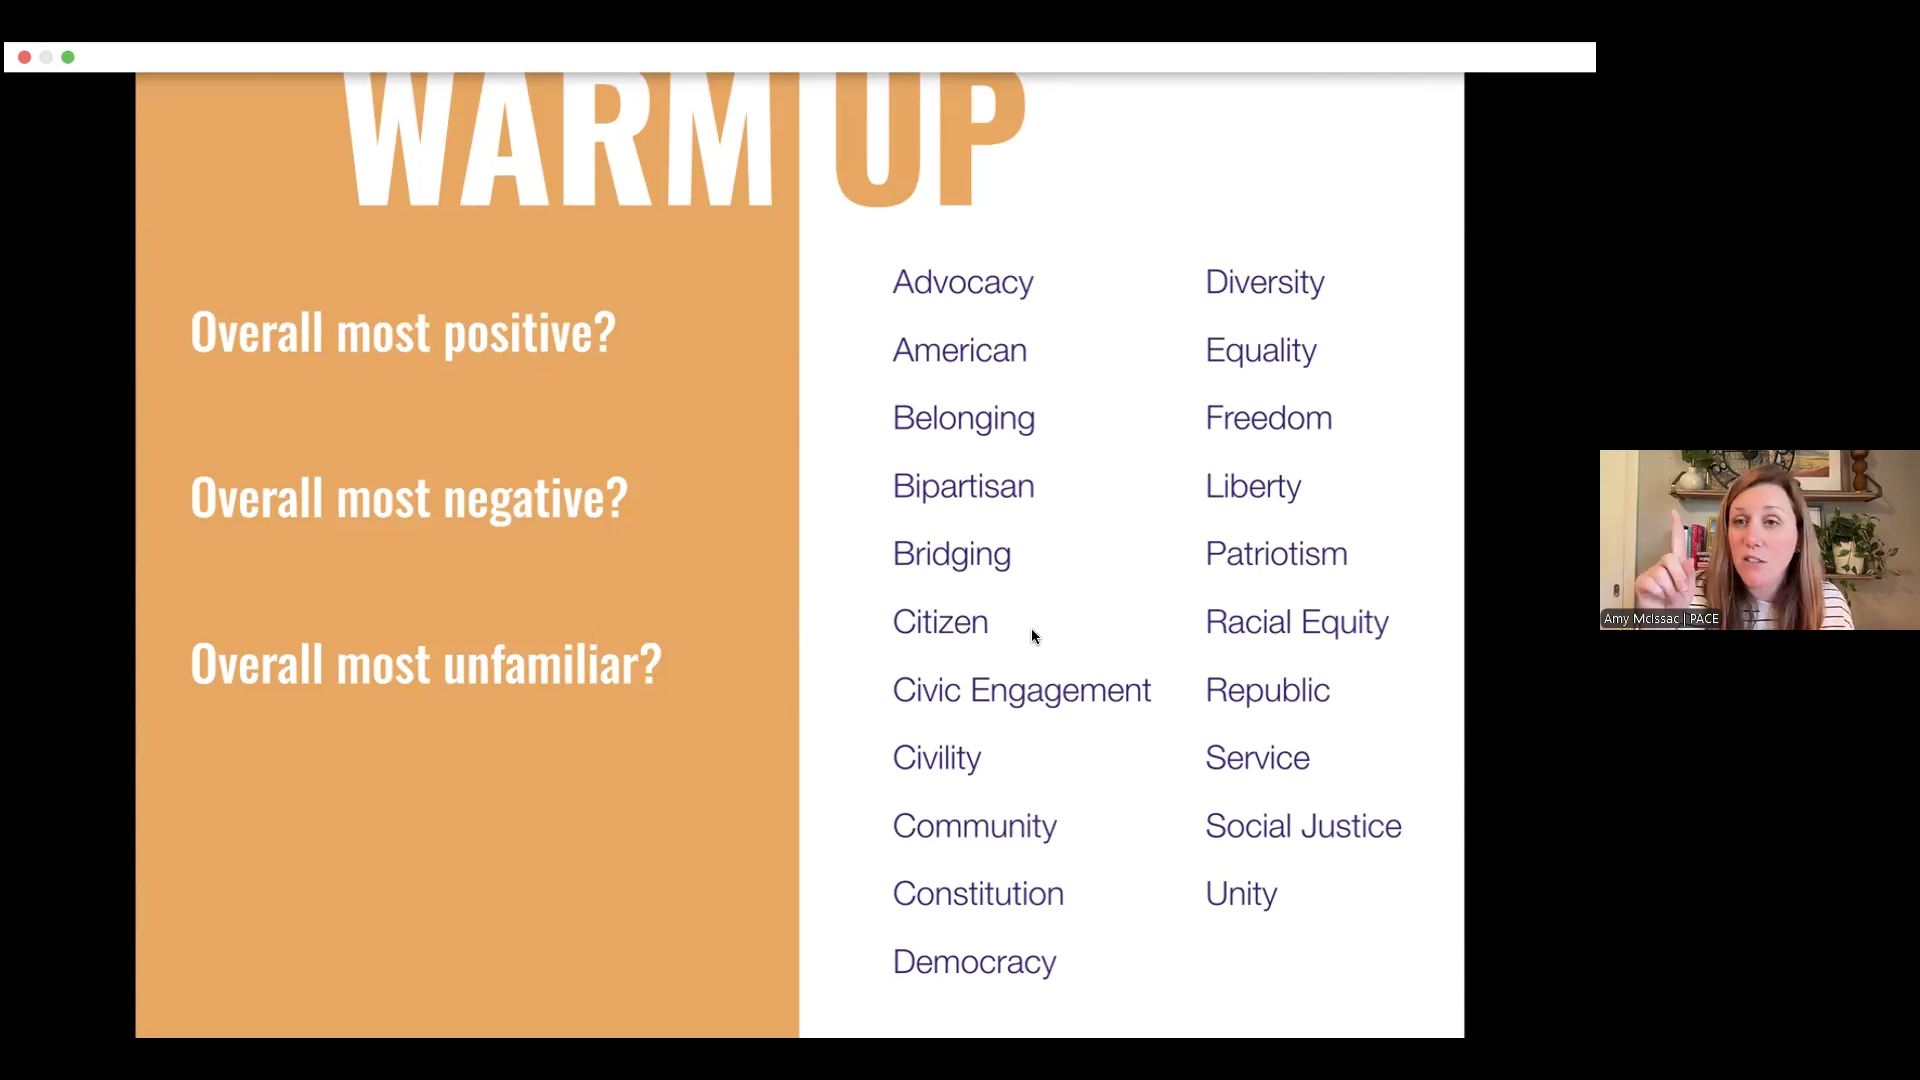 WARM UP
Overall most positive?
Overall most negative?
Overall most unfamiliar?
Advocacy
American
Belonging
Bipartisan
Bridging
Citizen
Civic Engagement
Civility
Community
Constitution
Democracy
Diversity
Equality
Freedom
Liberty
Patriotism
Racial Equity
Republic
Service
Social Justice
Unity
Amy McIssac | PACE